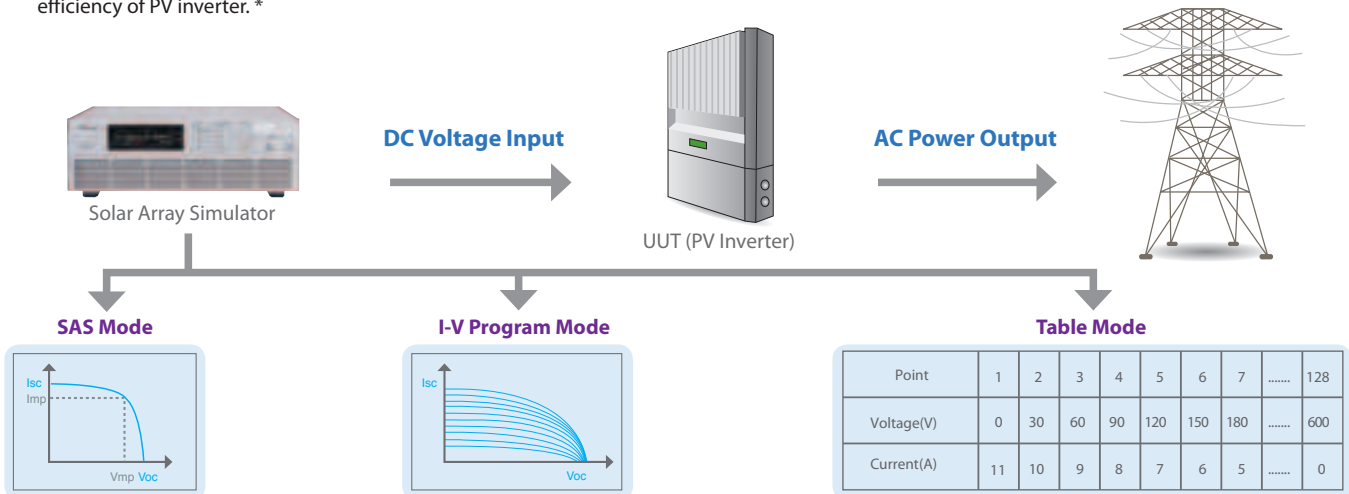 efficiency of PV inverter. *
DC Voltage Input
AC Power Output
Solar Array Simulator
UUT (PV Inverter)
SAS Mode
I-V Program Mode
Table Mode
Isc
Imp
Vmp Voc
Isc
Voc
Point 1 2 3 4 5 6 7 ....... 128
Voltage(V) 0 30 60 90 120 150 180 ....... 600
Current(A) 11 10 9 8 7 6 5 ....... 0